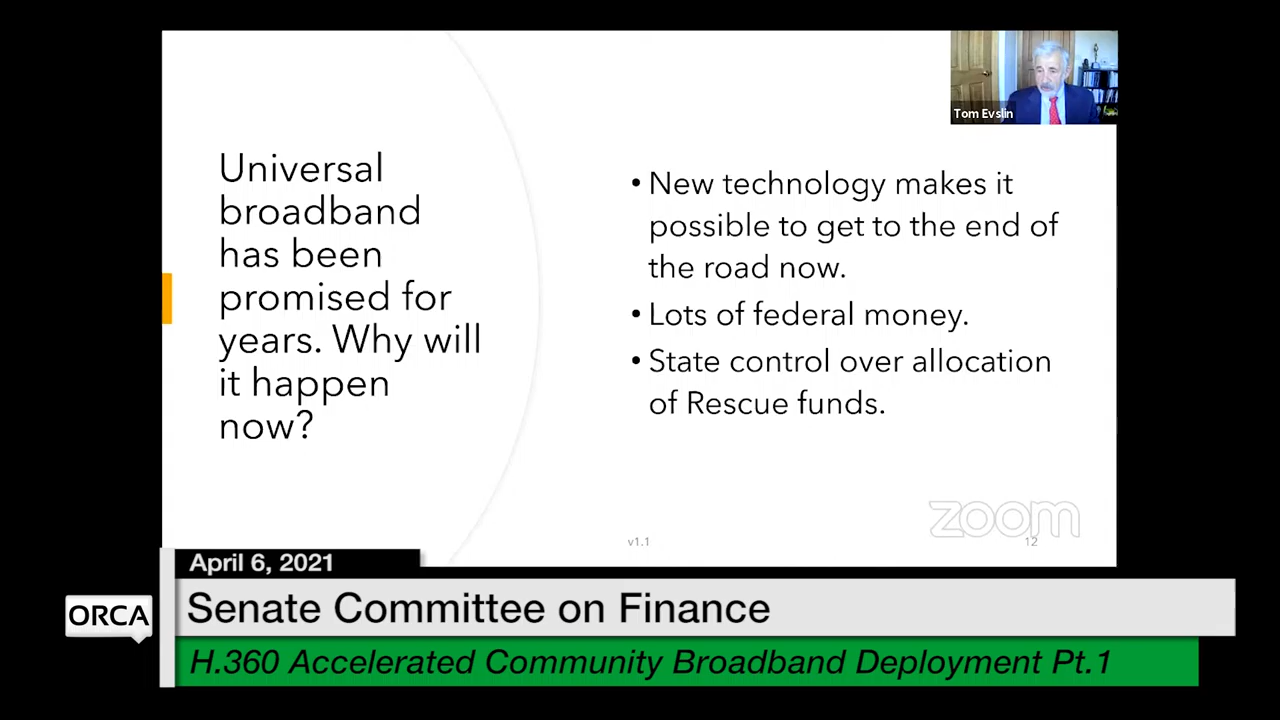 Tom Evslin
Universal
broadband
has been
promised for
years. Why will
it happen
now?
• New technology makes it
possible to get to the end of
the road now.
• Lots of federal money.
• State control over allocation
of Rescue funds.
zoom
v1.1
12
April 6, 2021
ORCA
Senate Committee on Finance
H.360 Accelerated Community Broadband Deployment Pt.1